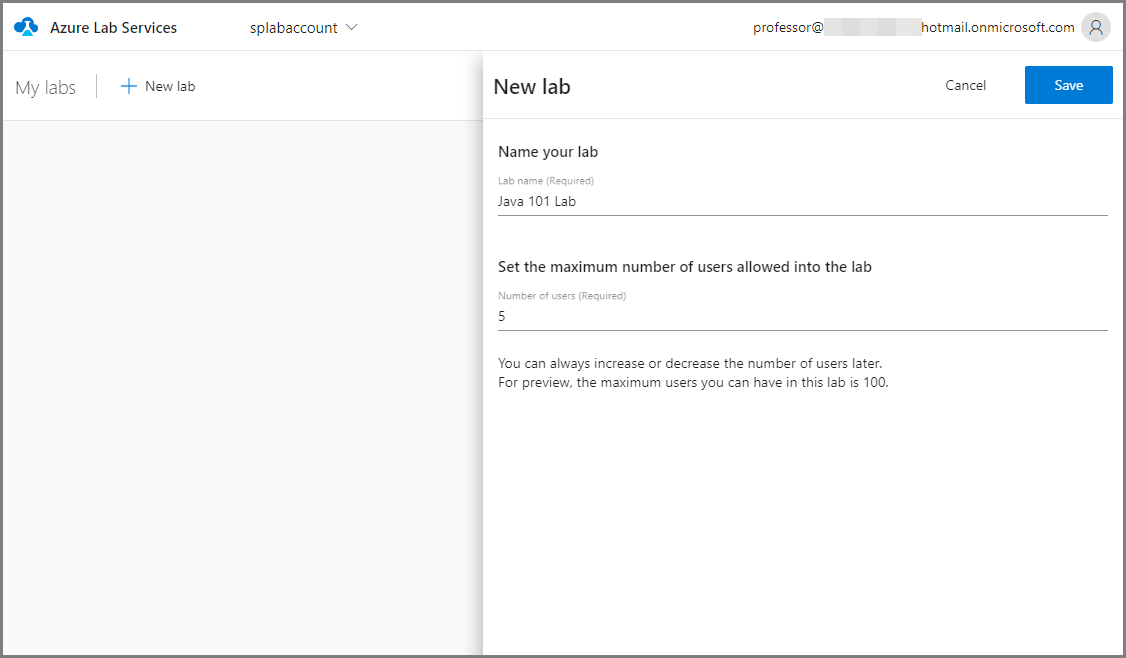 Azure Lab Services
splabaccount
professor@ hotmail.onmicrosoft.com
My labs
New lab
New lab
Cancel
Save
Name your lab
Lab name (Required)
Java 101 Lab
Set the maximum number of users allowed into the lab
Number of users (Required)
5
You can always increase or decrease the number of users later.
For preview, the maximum users you can have in this lab is 100.